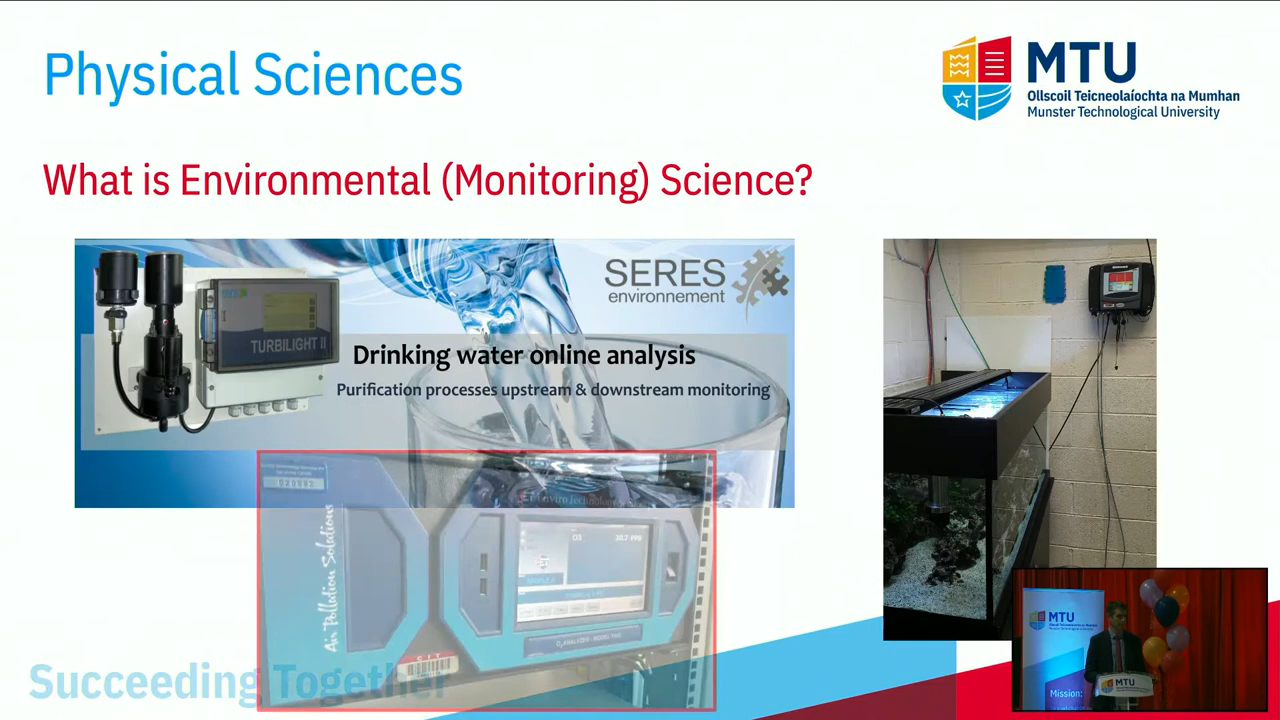 Physical Sciences
MTU
Ollscoil Teicneolaíochta na Mumhan
Munster Technological University
What is Environmental (Monitoring) Science?
SERES
environnement
TURBILIGHT II
Drinking water online analysis
Purification processes upstream & downstream monitoring
Air Pollution Solutions
O3
Succeeding Together
MTU
Mission:
MTU